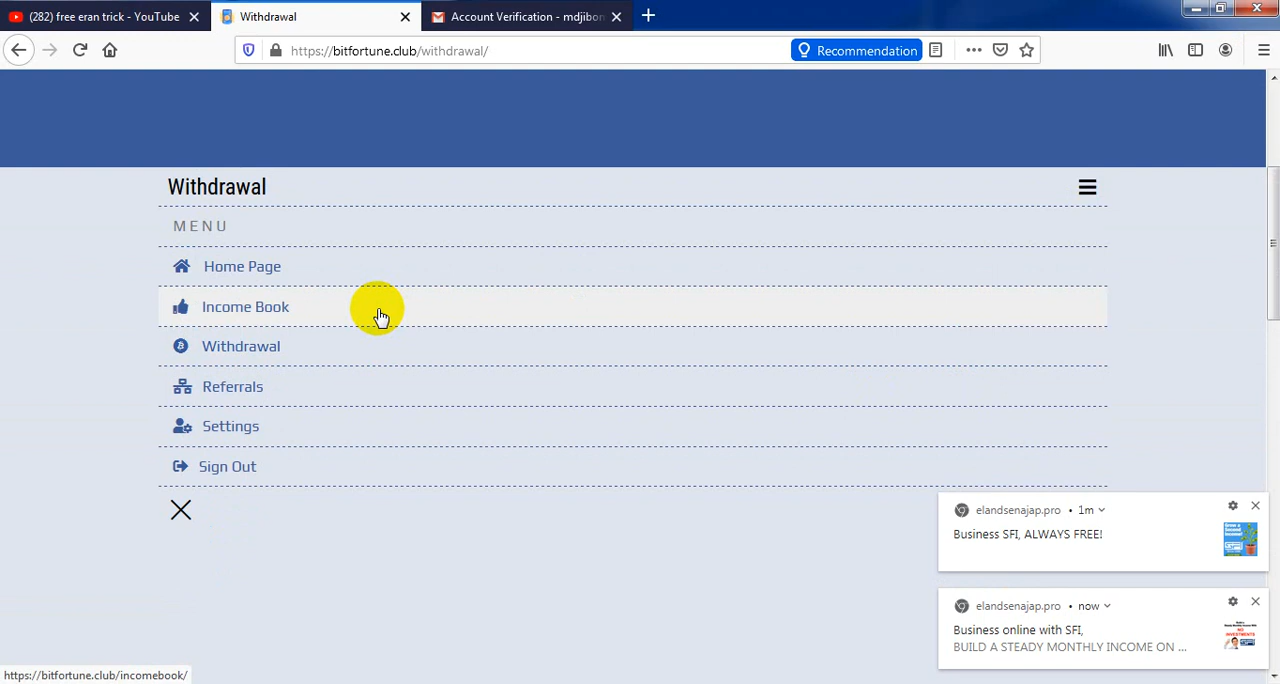 (282) free eran trick - YouTube
Withdrawal
Account Verification - mdjibon
https://bitfortune.club/withdrawal/
Recommendation
Withdrawal
MENU
Home Page
Income Book
Withdrawal
Referrals
Settings
Sign Out
elandsenajap.pro • 1m
Business SFI, ALWAYS FREE!
elandsenajap.pro • now
Business online with SFI,
BUILD A STEADY MONTHLY INCOME ON ...
https://bitfortune.club/incomebook/